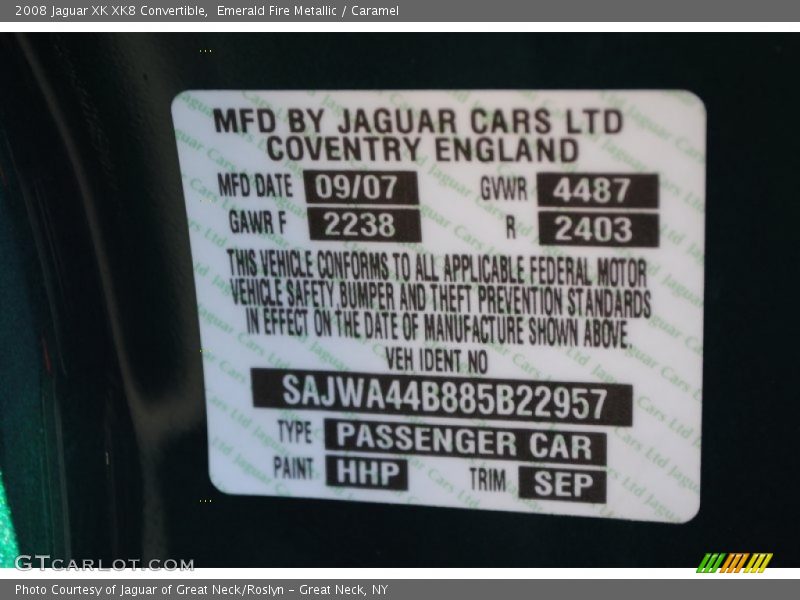 2008 Jaguar XK XK8 Convertible,  Emerald Fire Metallic / Caramel
MFD BY JAGUAR CARS LTD
COVENTRY ENGLAND
MFD DATE 09/07 GVWR 4487
GAWR F 2238 R 2403
THIS VEHICLE CONFORMS TO ALL APPLICABLE FEDERAL MOTOR
VEHICLE SAFETY, BUMPER AND THEFT PREVENTION STANDARDS
IN EFFECT ON THE DATE OF MANUFACTURE SHOWN ABOVE.
VEH IDENT NO
SAJWA44B885B22957
TYPE PASSENGER CAR
PAINT HHP TRIM SEP
GTCARLOT.COM
Photo Courtesy of Jaguar of Great Neck/Roslyn – Great Neck, NY